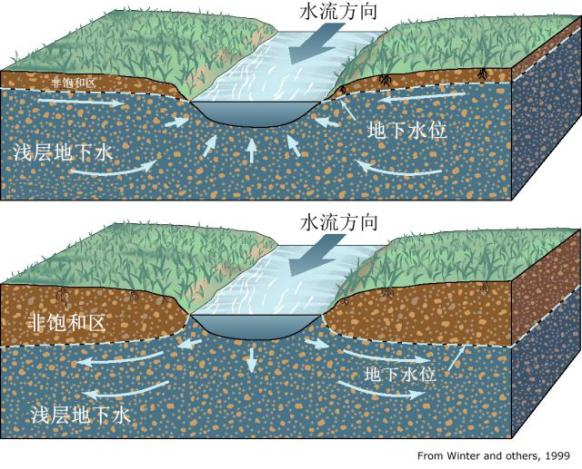 水流方向
非饱和区
地下水位
浅层地下水
水流方向
非饱和区
地下水位
浅层地下水
From Winter and others, 1999